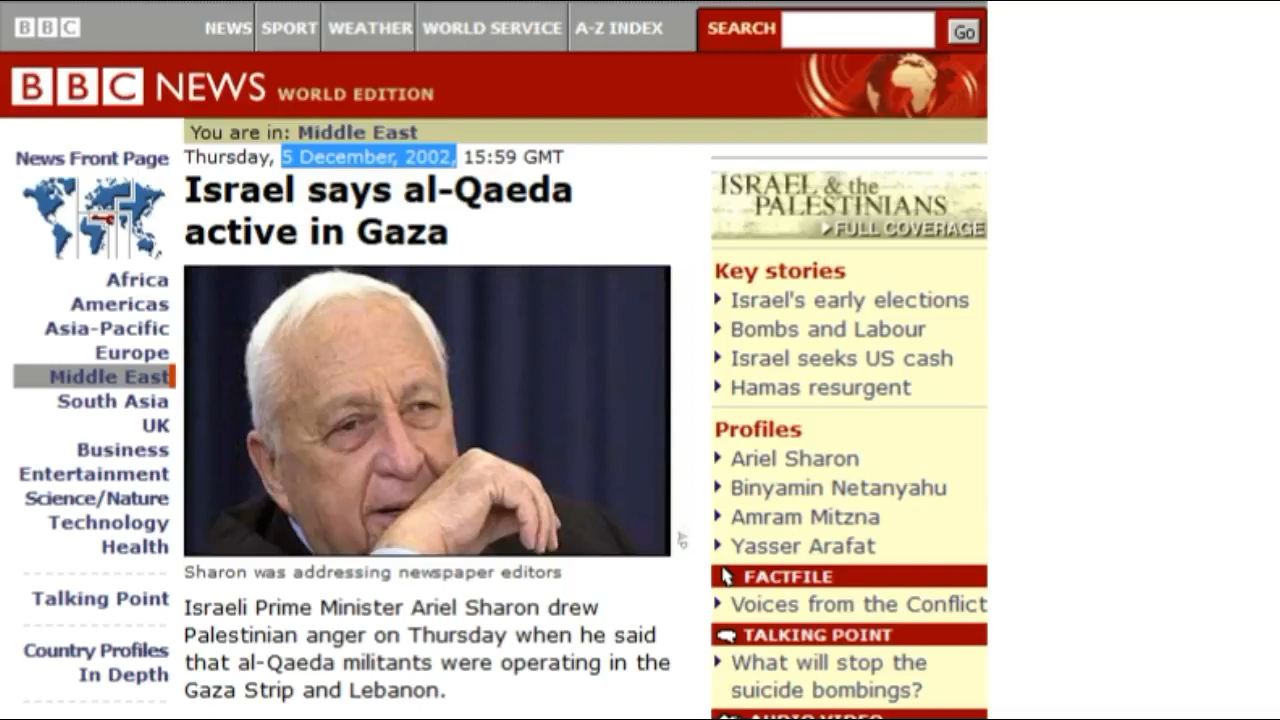 BBC NEWS SPORT WEATHER WORLD SERVICE A-Z INDEX SEARCH Go
BBC NEWS WORLD EDITION
You are in: Middle East
News Front Page
Africa
Americas
Asia-Pacific
Europe
Middle East
South Asia
UK
Business
Entertainment
Science/Nature
Technology
Health
Talking Point
Country Profiles
In Depth
Thursday, 5 December, 2002, 15:59 GMT
Israel says al-Qaeda
active in Gaza
AP
Sharon was addressing newspaper editors
Israeli Prime Minister Ariel Sharon drew
Palestinian anger on Thursday when he said
that al-Qaeda militants were operating in the
Gaza Strip and Lebanon.
ISRAEL & the
PALESTINIANS
FULL COVERAGE
Key stories
Israel's early elections
Bombs and Labour
Israel seeks US cash
Hamas resurgent
Profiles
Ariel Sharon
Binyamin Netanyahu
Amram Mitzna
Yasser Arafat
FACTFILE
Voices from the Conflict
TALKING POINT
What will stop the
suicide bombings?
AUDIO VIDEO